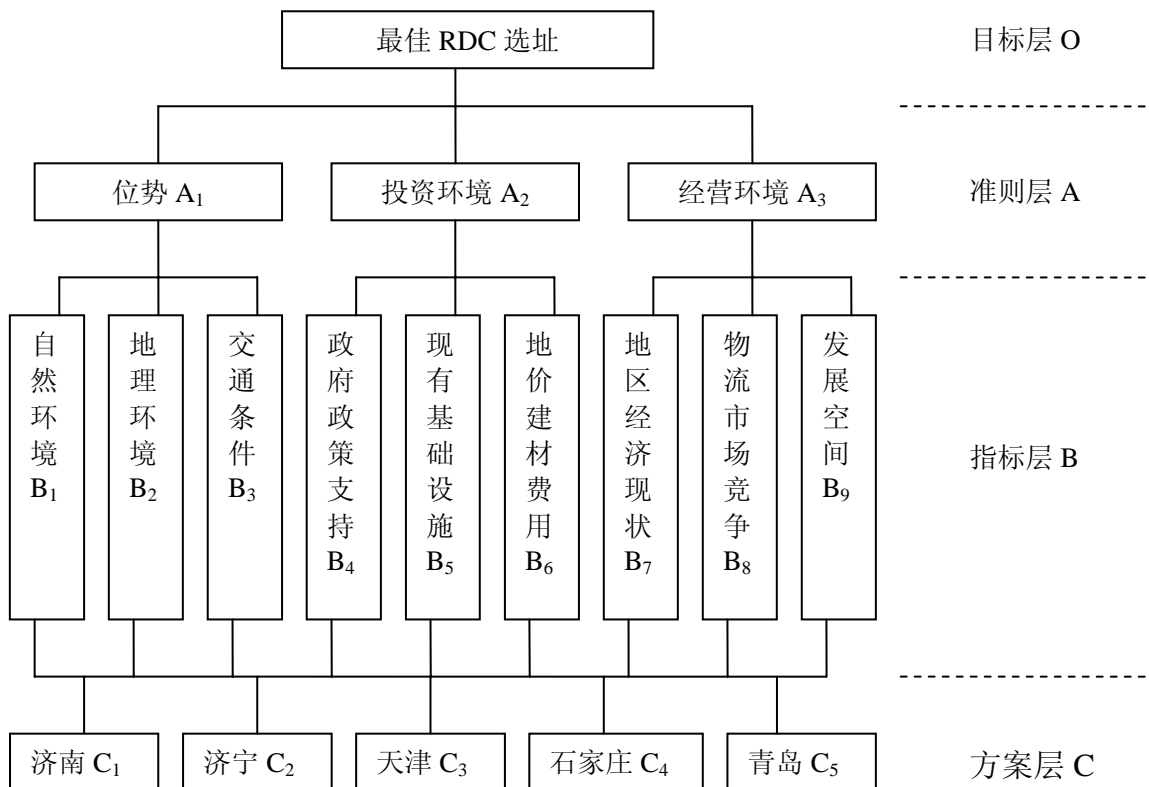 最佳 RDC 选址
目标层 O
位势 A₁
投资环境 A₂
经营环境 A₃
准则层 A
自然环境 B₁
地理环境 B₂
交通条件 B₃
政府政策支持 B₄
现有基础设施 B₅
地价建材费用 B₆
地区经济现状 B₇
物流市场竞争 B₈
发展空间 B₉
指标层 B
济南 C₁
济宁 C₂
天津 C₃
石家庄 C₄
青岛 C₅
方案层 C